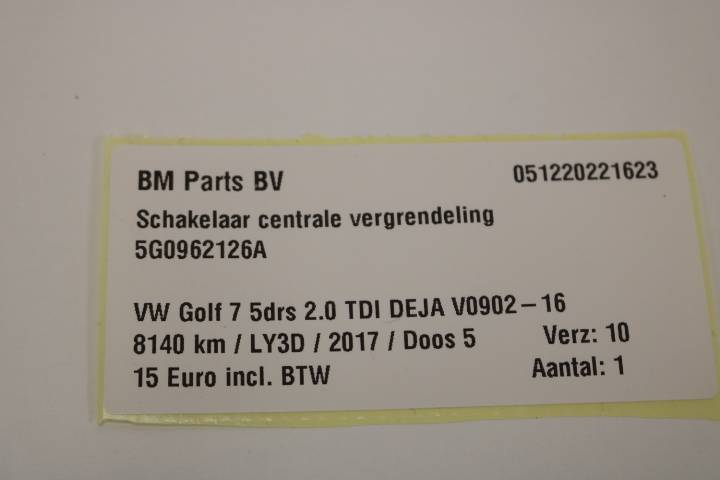 BM Parts BV 051220221623
Schakelaar centrale vergrendeling
5G0962126A
VW Golf 7 5drs 2.0 TDI DEJA V0902-16
8140 km / LY3D / 2017 / Doos 5 Verz: 10
15 Euro incl. BTW Aantal: 1